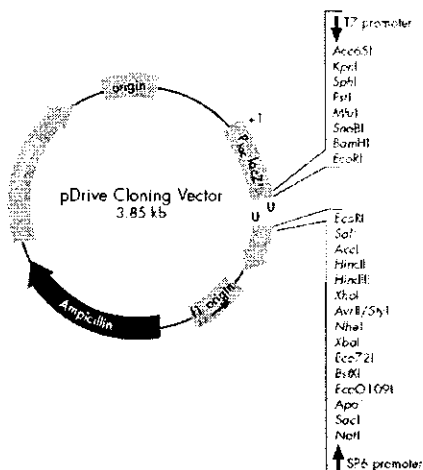 T7 promoter
Acc65I
KpnI
SphI
PstI
MluI
SnaBI
BamHI
EcoRI
origin
+1
lacZ
U U
pDrive Cloning Vector
3.85 kb
Ampicillin
f1 origin
EcoRI
SalI
AccI
HincII
HindIII
XhoI
AvrII/StyI
NheI
XbaI
Eco72I
BstXI
EcoO109I
ApaI
SacI
NotI
SP6 promoter